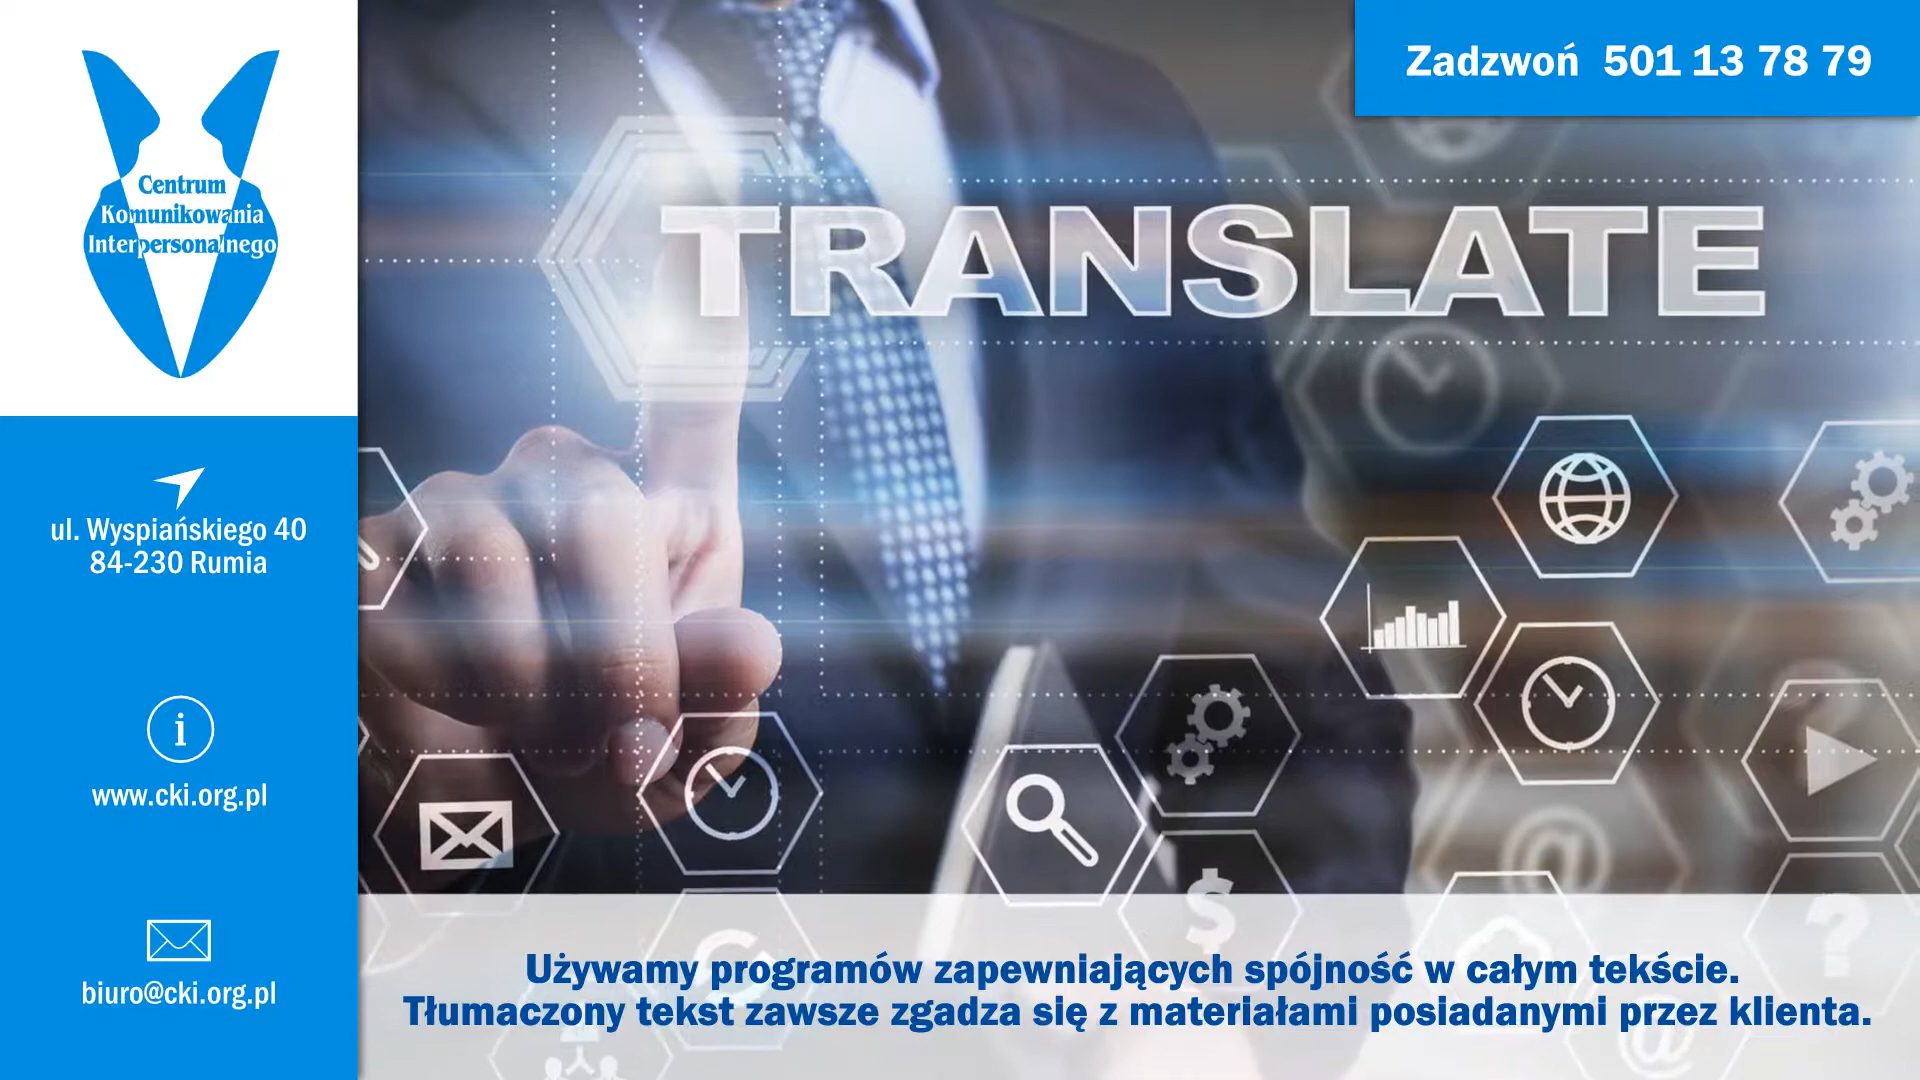 Centrum
Komunikowania
Interpersonalnego
ul. Wyspiańskiego 40
84-230 Rumia
i
www.cki.org.pl
biuro@cki.org.pl
Zadzwoń 501 13 78 79
TRANSLATE
$
@
?
@
Używamy programów zapewniających spójność w całym tekście.
Tłumaczony tekst zawsze zgadza się z materiałami posiadanymi przez klienta.